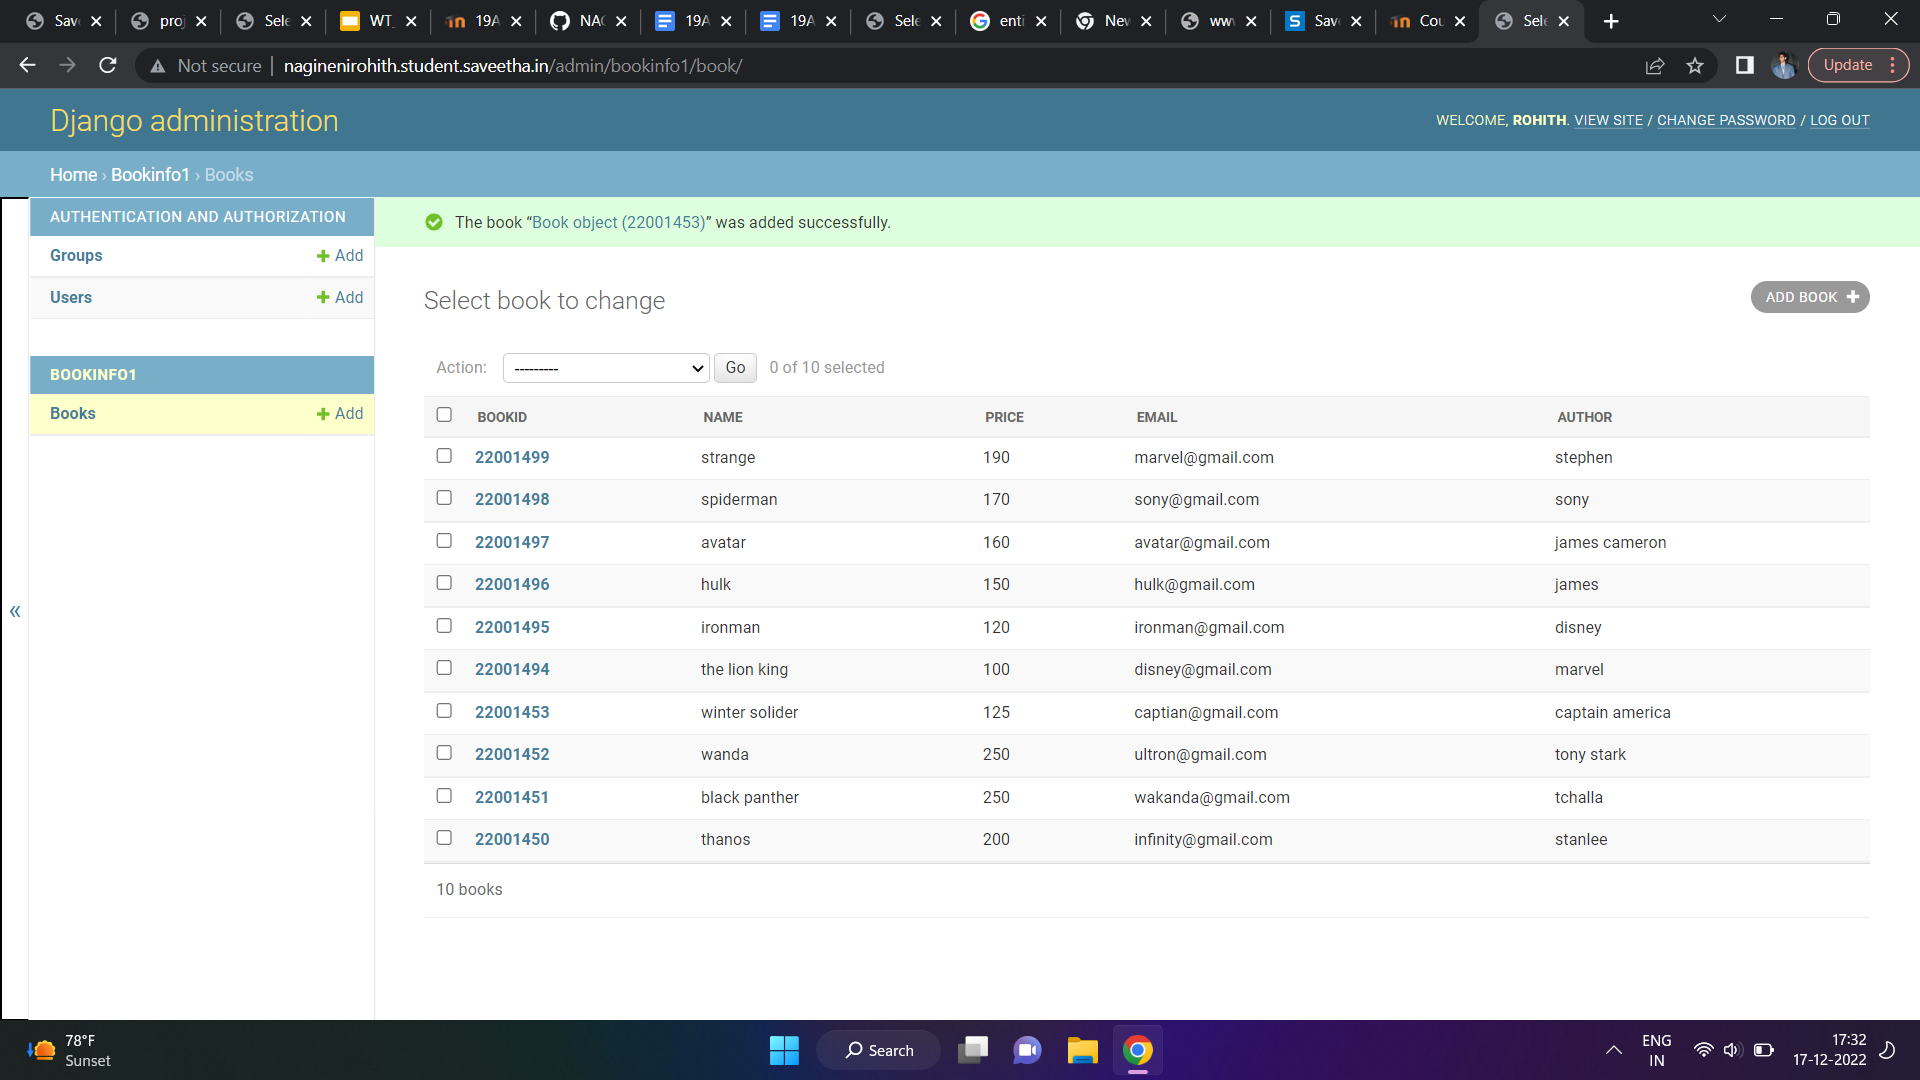 Sav proj Sele WT_ 19A NAG 19A 19A Sele enti New ww Sav Cou Sele
Not secure naginenirohith.student.saveetha.in/admin/bookinfo1/book/ Update
Django administration
WELCOME, ROHITH. VIEW SITE / CHANGE PASSWORD / LOG OUT
Home › Bookinfo1 › Books
AUTHENTICATION AND AUTHORIZATION
Groups Add
Users Add
BOOKINFO1
Books Add
«
The book “Book object (22001453)” was added successfully.
Select book to change
ADD BOOK
Action: --------- Go 0 of 10 selected
BOOKID NAME PRICE EMAIL AUTHOR
22001499 strange 190 marvel@gmail.com stephen
22001498 spiderman 170 sony@gmail.com sony
22001497 avatar 160 avatar@gmail.com james cameron
22001496 hulk 150 hulk@gmail.com james
22001495 ironman 120 ironman@gmail.com disney
22001494 the lion king 100 disney@gmail.com marvel
22001453 winter solider 125 captian@gmail.com captain america
22001452 wanda 250 ultron@gmail.com tony stark
22001451 black panther 250 wakanda@gmail.com tchalla
22001450 thanos 200 infinity@gmail.com stanlee
10 books
78°F
Sunset
Search
ENG
IN
17:32
17-12-2022